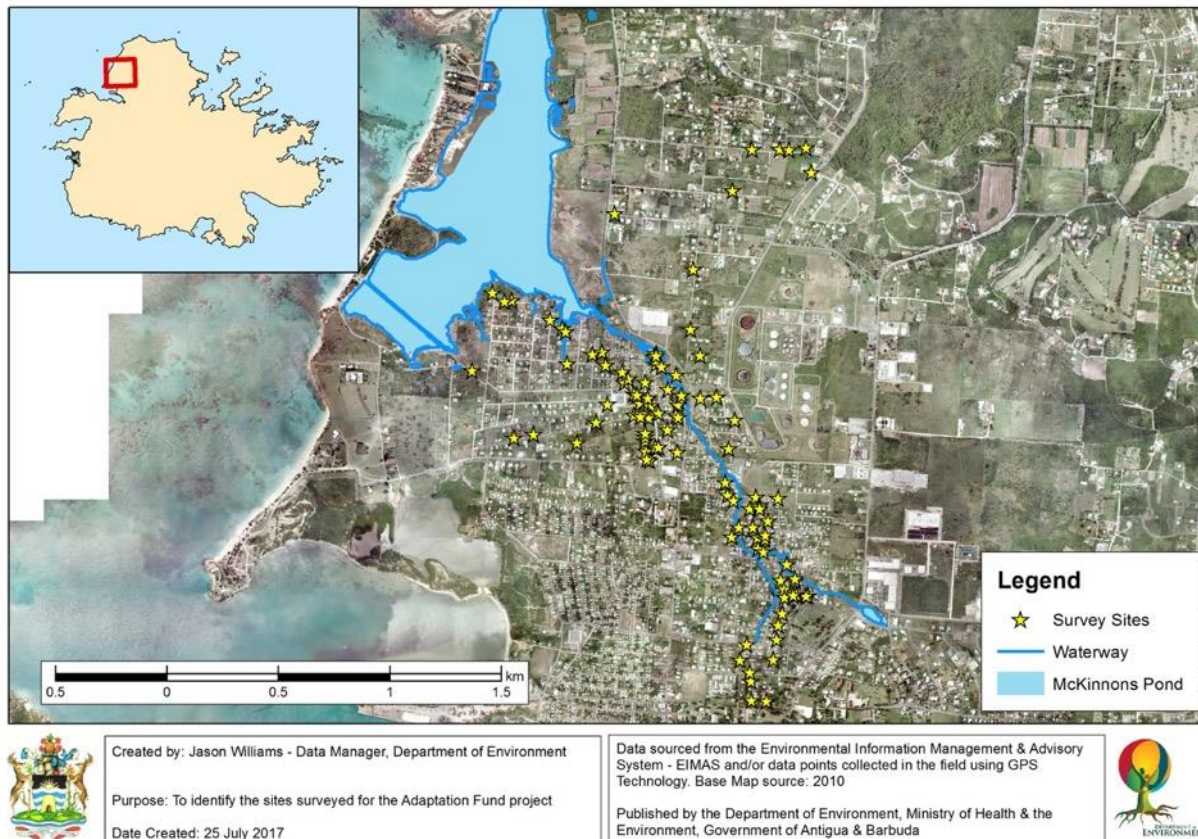 Legend
Survey Sites
Waterway
McKinnons Pond
km
0.5 0 0.5 1 1.5
Created by: Jason Williams - Data Manager, Department of Environment
Purpose: To identify the sites surveyed for the Adaptation Fund project
Date Created: 25 July 2017
Data sourced from the Environmental Information Management & Advisory
System - EIMAS and/or data points collected in the field using GPS
Technology. Base Map source: 2010
Published by the Department of Environment, Ministry of Health & the
Environment, Government of Antigua & Barbuda
ENVIRONMENT